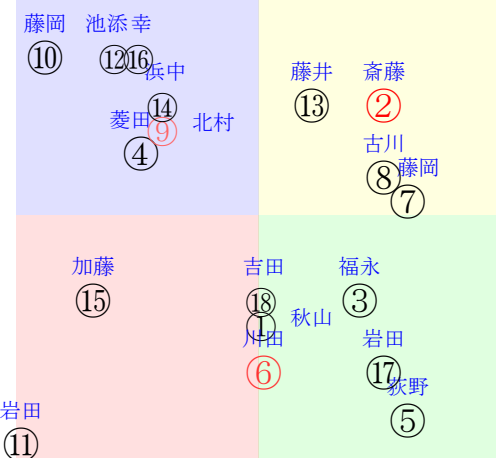 藤岡 池添 幸
⑩ ⑫ ⑯
浜中
⑭
菱田 北村
⑨
④
藤井 斎藤
⑬ ②
古川
⑧ 藤岡
⑦
加藤 吉田 福永
⑮ ⑱ ③
① 秋山
川田 岩田
⑥ ⑰
荻野
⑤
岩田
⑪